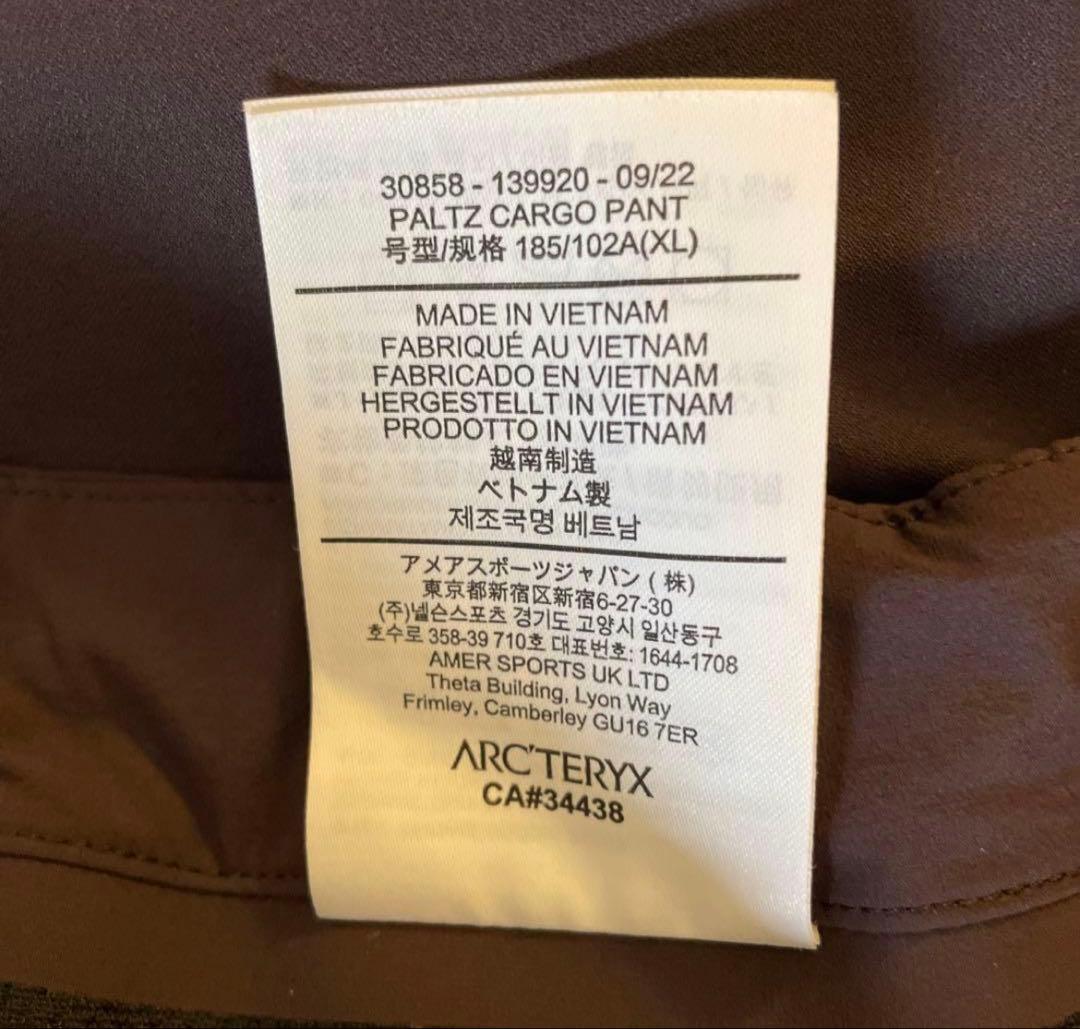 30858 - 139920 - 09/22
PALTZ CARGO PANT
号型/规格 185/102A(XL)
MADE IN VIETNAM
FABRIQUÉ AU VIETNAM
FABRICADO EN VIETNAM
HERGESTELLT IN VIETNAM
PRODOTTO IN VIETNAM
越南制造
ベトナム製
제조국명 베트남
アメアスポーツジャパン ( 株)
東京都新宿区新宿6-27-30
(주)넬슨스포츠 경기도 고양시 일산동구
호수로 358-39 710호 대표번호: 1644-1708
AMER SPORTS UK LTD
Theta Building, Lyon Way
Frimley, Camberley GU16 7ER
ARC'TERYX
CA#34438